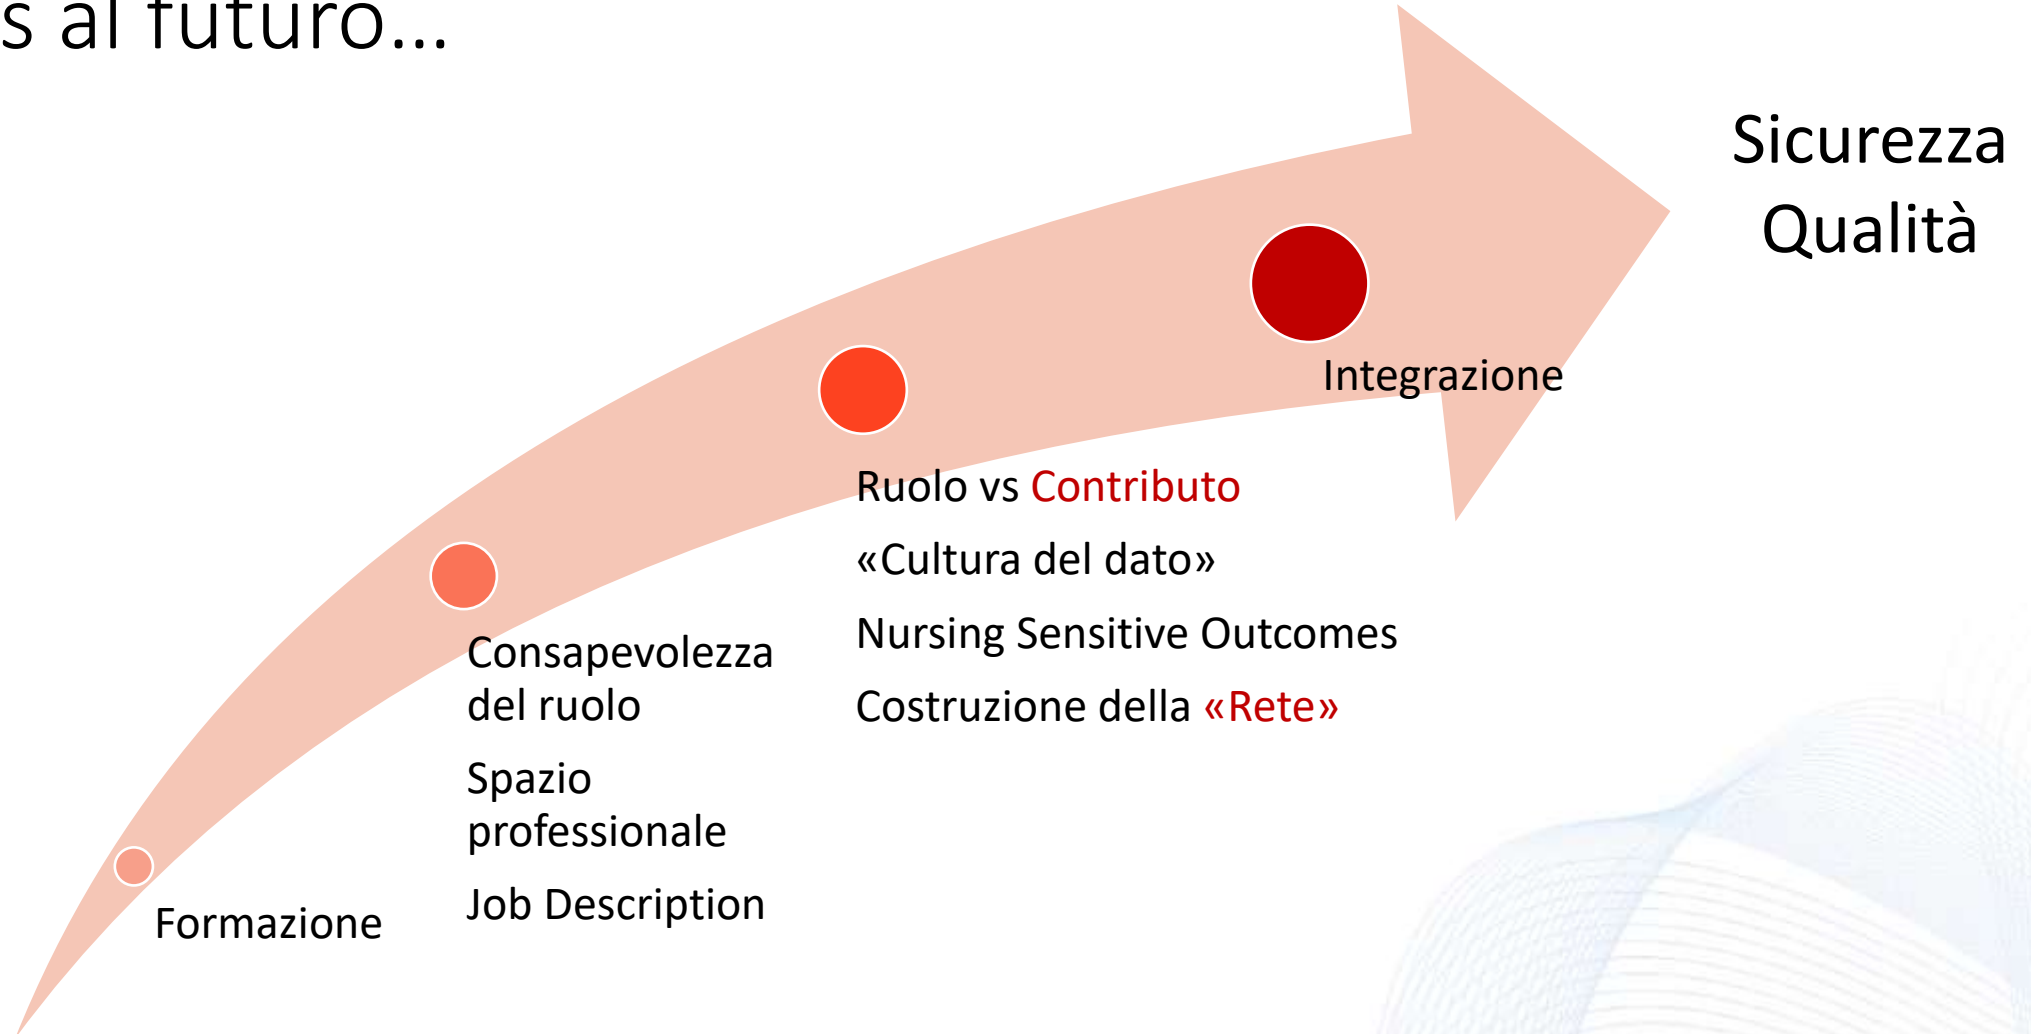 s al futuro...
Sicurezza
Qualità
Integrazione
Ruolo vs Contributo
«Cultura del dato»
Nursing Sensitive Outcomes
Costruzione della «Rete»
Consapevolezza
del ruolo
Spazio
professionale
Job Description
Formazione